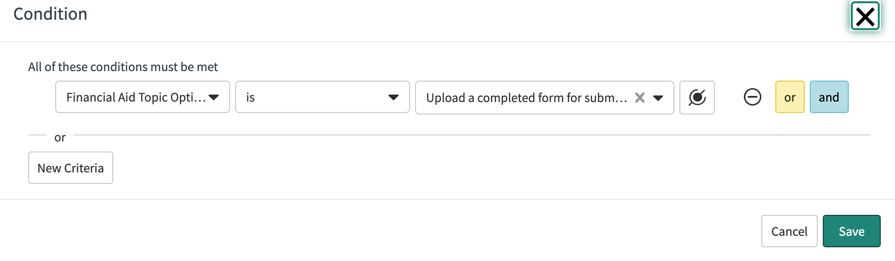 Condition
All of these conditions must be met
Financial Aid Topic Opti... is Upload a completed form for subm... or and
or
New Criteria
Cancel Save